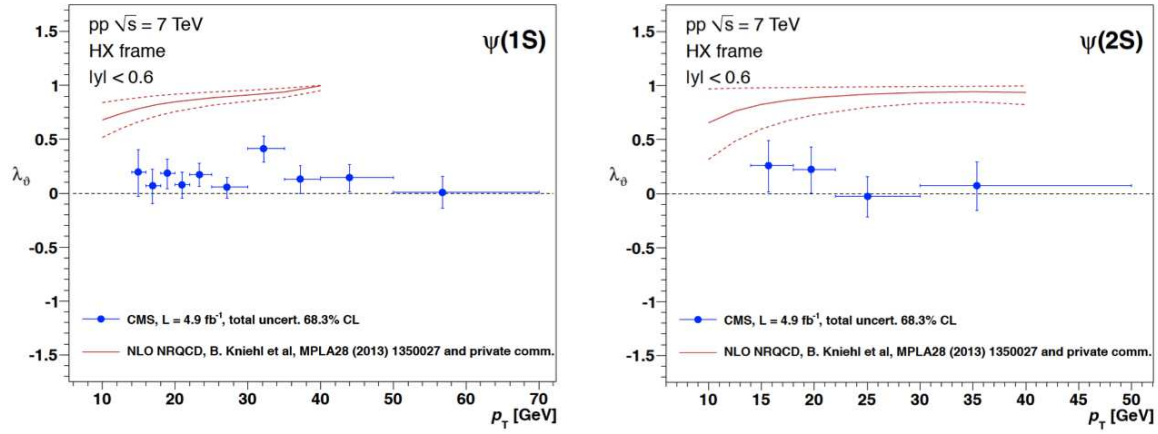 pp √s = 7 TeV
HX frame
|y| < 0.6
ψ(1S)
λϑ
1.5
1
0.5
0
-0.5
-1
-1.5
CMS, L = 4.9 fb⁻¹, total uncert. 68.3% CL
NLO NRQCD, B. Kniehl et al, MPLA28 (2013) 1350027 and private comm.
10 20 30 40 50 60 70
pT [GeV]
pp √s = 7 TeV
HX frame
|y| < 0.6
ψ(2S)
λϑ
1.5
1
0.5
0
-0.5
-1
-1.5
CMS, L = 4.9 fb⁻¹, total uncert. 68.3% CL
NLO NRQCD, B. Kniehl et al, MPLA28 (2013) 1350027 and private comm.
10 15 20 25 30 35 40 45 50
pT [GeV]